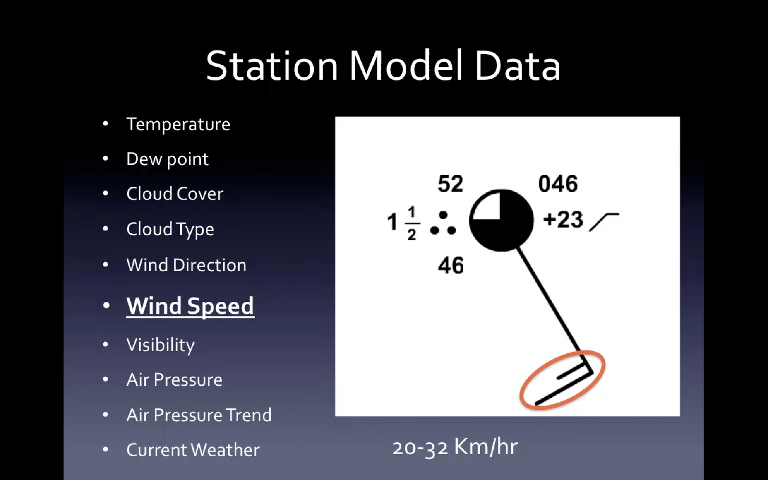 Station Model Data
• Temperature
• Dew point
• Cloud Cover
• Cloud Type
• Wind Direction
• Wind Speed
• Visibility
• Air Pressure
• Air Pressure Trend
• Current Weather
52 046
1 1/2 +23
46
20-32 Km/hr